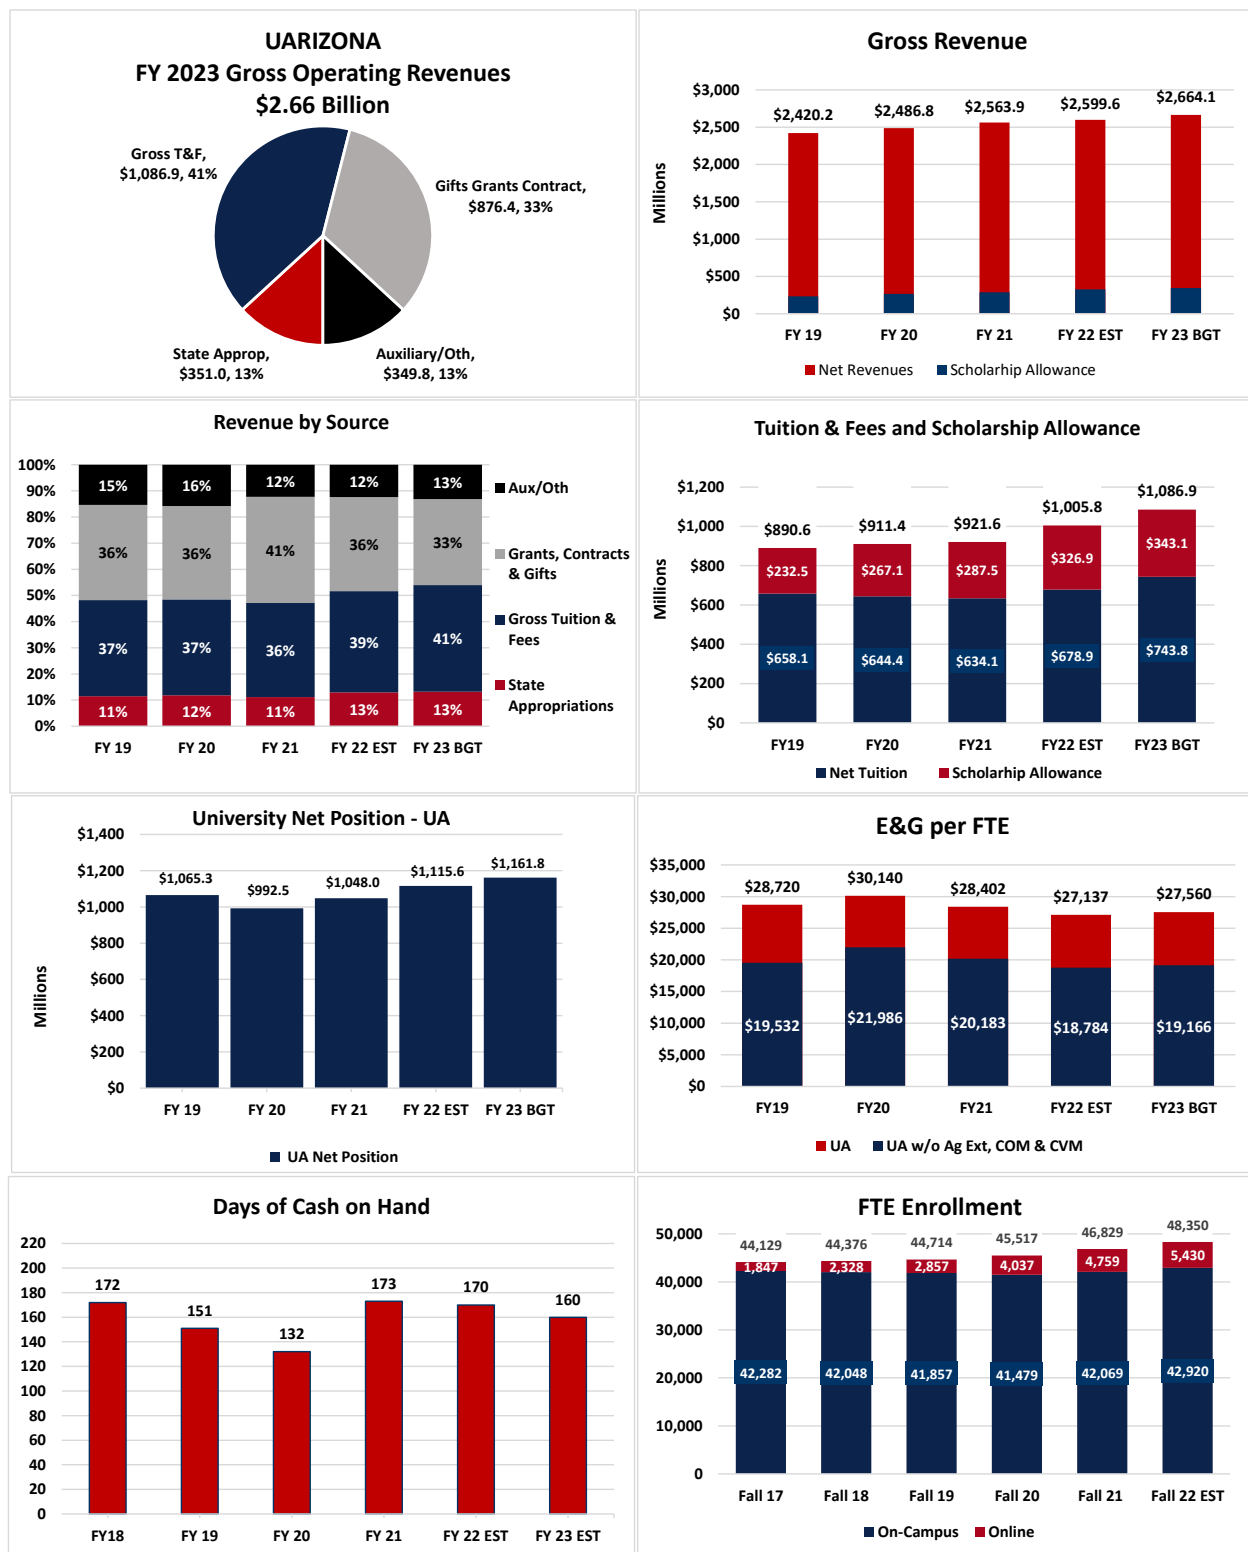 UARIZONA
FY 2023 Gross Operating Revenues
$2.66 Billion
Gross T&F,
$1,086.9, 41%
Gifts Grants Contract,
$876.4, 33%
State Approp,
$351.0, 13%
Auxiliary/Oth,
$349.8, 13%
Gross Revenue
Millions
$3,000
$2,500
$2,000
$1,500
$1,000
$500
$0
$2,420.2
$2,486.8
$2,563.9
$2,599.6
$2,664.1
FY 19
FY 20
FY 21
FY 22 EST
FY 23 BGT
Net Revenues
Scholarhip Allowance
Revenue by Source
100%
90%
80%
70%
60%
50%
40%
30%
20%
10%
0%
15%
16%
12%
12%
13%
36%
36%
41%
36%
33%
37%
37%
36%
39%
41%
11%
12%
11%
13%
13%
FY 19
FY 20
FY 21
FY 22 EST
FY 23 BGT
Aux/Oth
Grants, Contracts
& Gifts
Gross Tuition &
Fees
State
Appropriations
Tuition & Fees and Scholarship Allowance
Millions
$1,200
$1,000
$800
$600
$400
$200
$0
$890.6
$911.4
$921.6
$1,005.8
$1,086.9
$232.5
$267.1
$287.5
$326.9
$343.1
$658.1
$644.4
$634.1
$678.9
$743.8
FY19
FY20
FY21
FY22 EST
FY23 BGT
Net Tuition
Scholarhip Allowance
University Net Position - UA
Millions
$1,400
$1,200
$1,000
$800
$600
$400
$200
$0
$1,065.3
$992.5
$1,048.0
$1,115.6
$1,161.8
FY 19
FY 20
FY 21
FY 22 EST
FY 23 BGT
UA Net Position
E&G per FTE
$35,000
$30,000
$25,000
$20,000
$15,000
$10,000
$5,000
$0
$28,720
$30,140
$28,402
$27,137
$27,560
$19,532
$21,986
$20,183
$18,784
$19,166
FY19
FY20
FY21
FY22 EST
FY23 BGT
UA
UA w/o Ag Ext, COM & CVM
Days of Cash on Hand
220
200
180
160
140
120
100
80
60
40
20
0
172
151
132
173
170
160
FY18
FY 19
FY 20
FY 21
FY 22 EST
FY 23 EST
FTE Enrollment
50,000
40,000
30,000
20,000
10,000
0
44,129
44,376
44,714
45,517
46,829
48,350
1,847
2,328
2,857
4,037
4,759
5,430
42,282
42,048
41,857
41,479
42,069
42,920
Fall 17
Fall 18
Fall 19
Fall 20
Fall 21
Fall 22 EST
On-Campus
Online